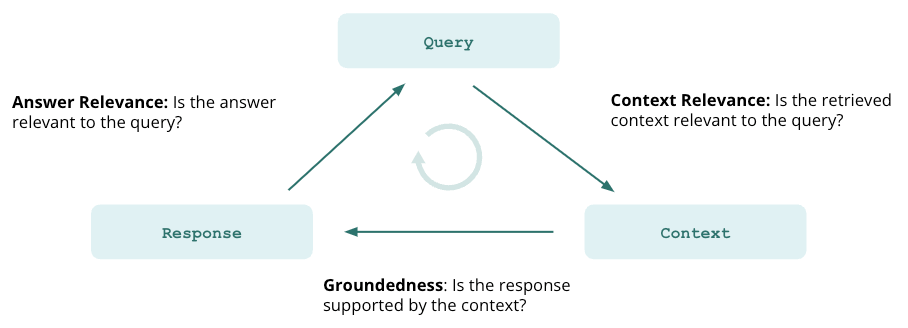 Query
Answer Relevance: Is the answer
relevant to the query?
Context Relevance: Is the retrieved
context relevant to the query?
Response
Context
Groundedness: Is the response
supported by the context?